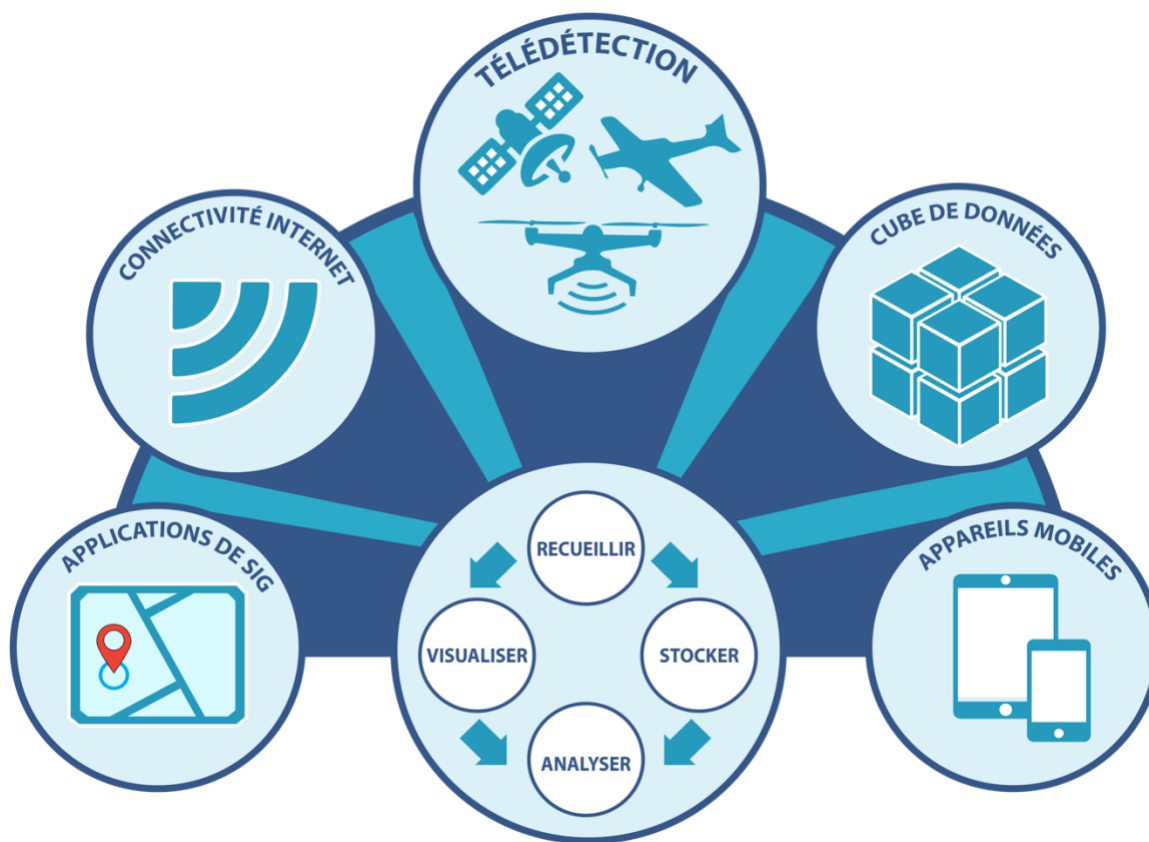 TÉLÉDÉTECTION
CONNECTIVITÉ INTERNET
CUBE DE DONNÉES
APPLICATIONS DE SIG
APPAREILS MOBILES
RECUEILLIR
VISUALISER
STOCKER
ANALYSER